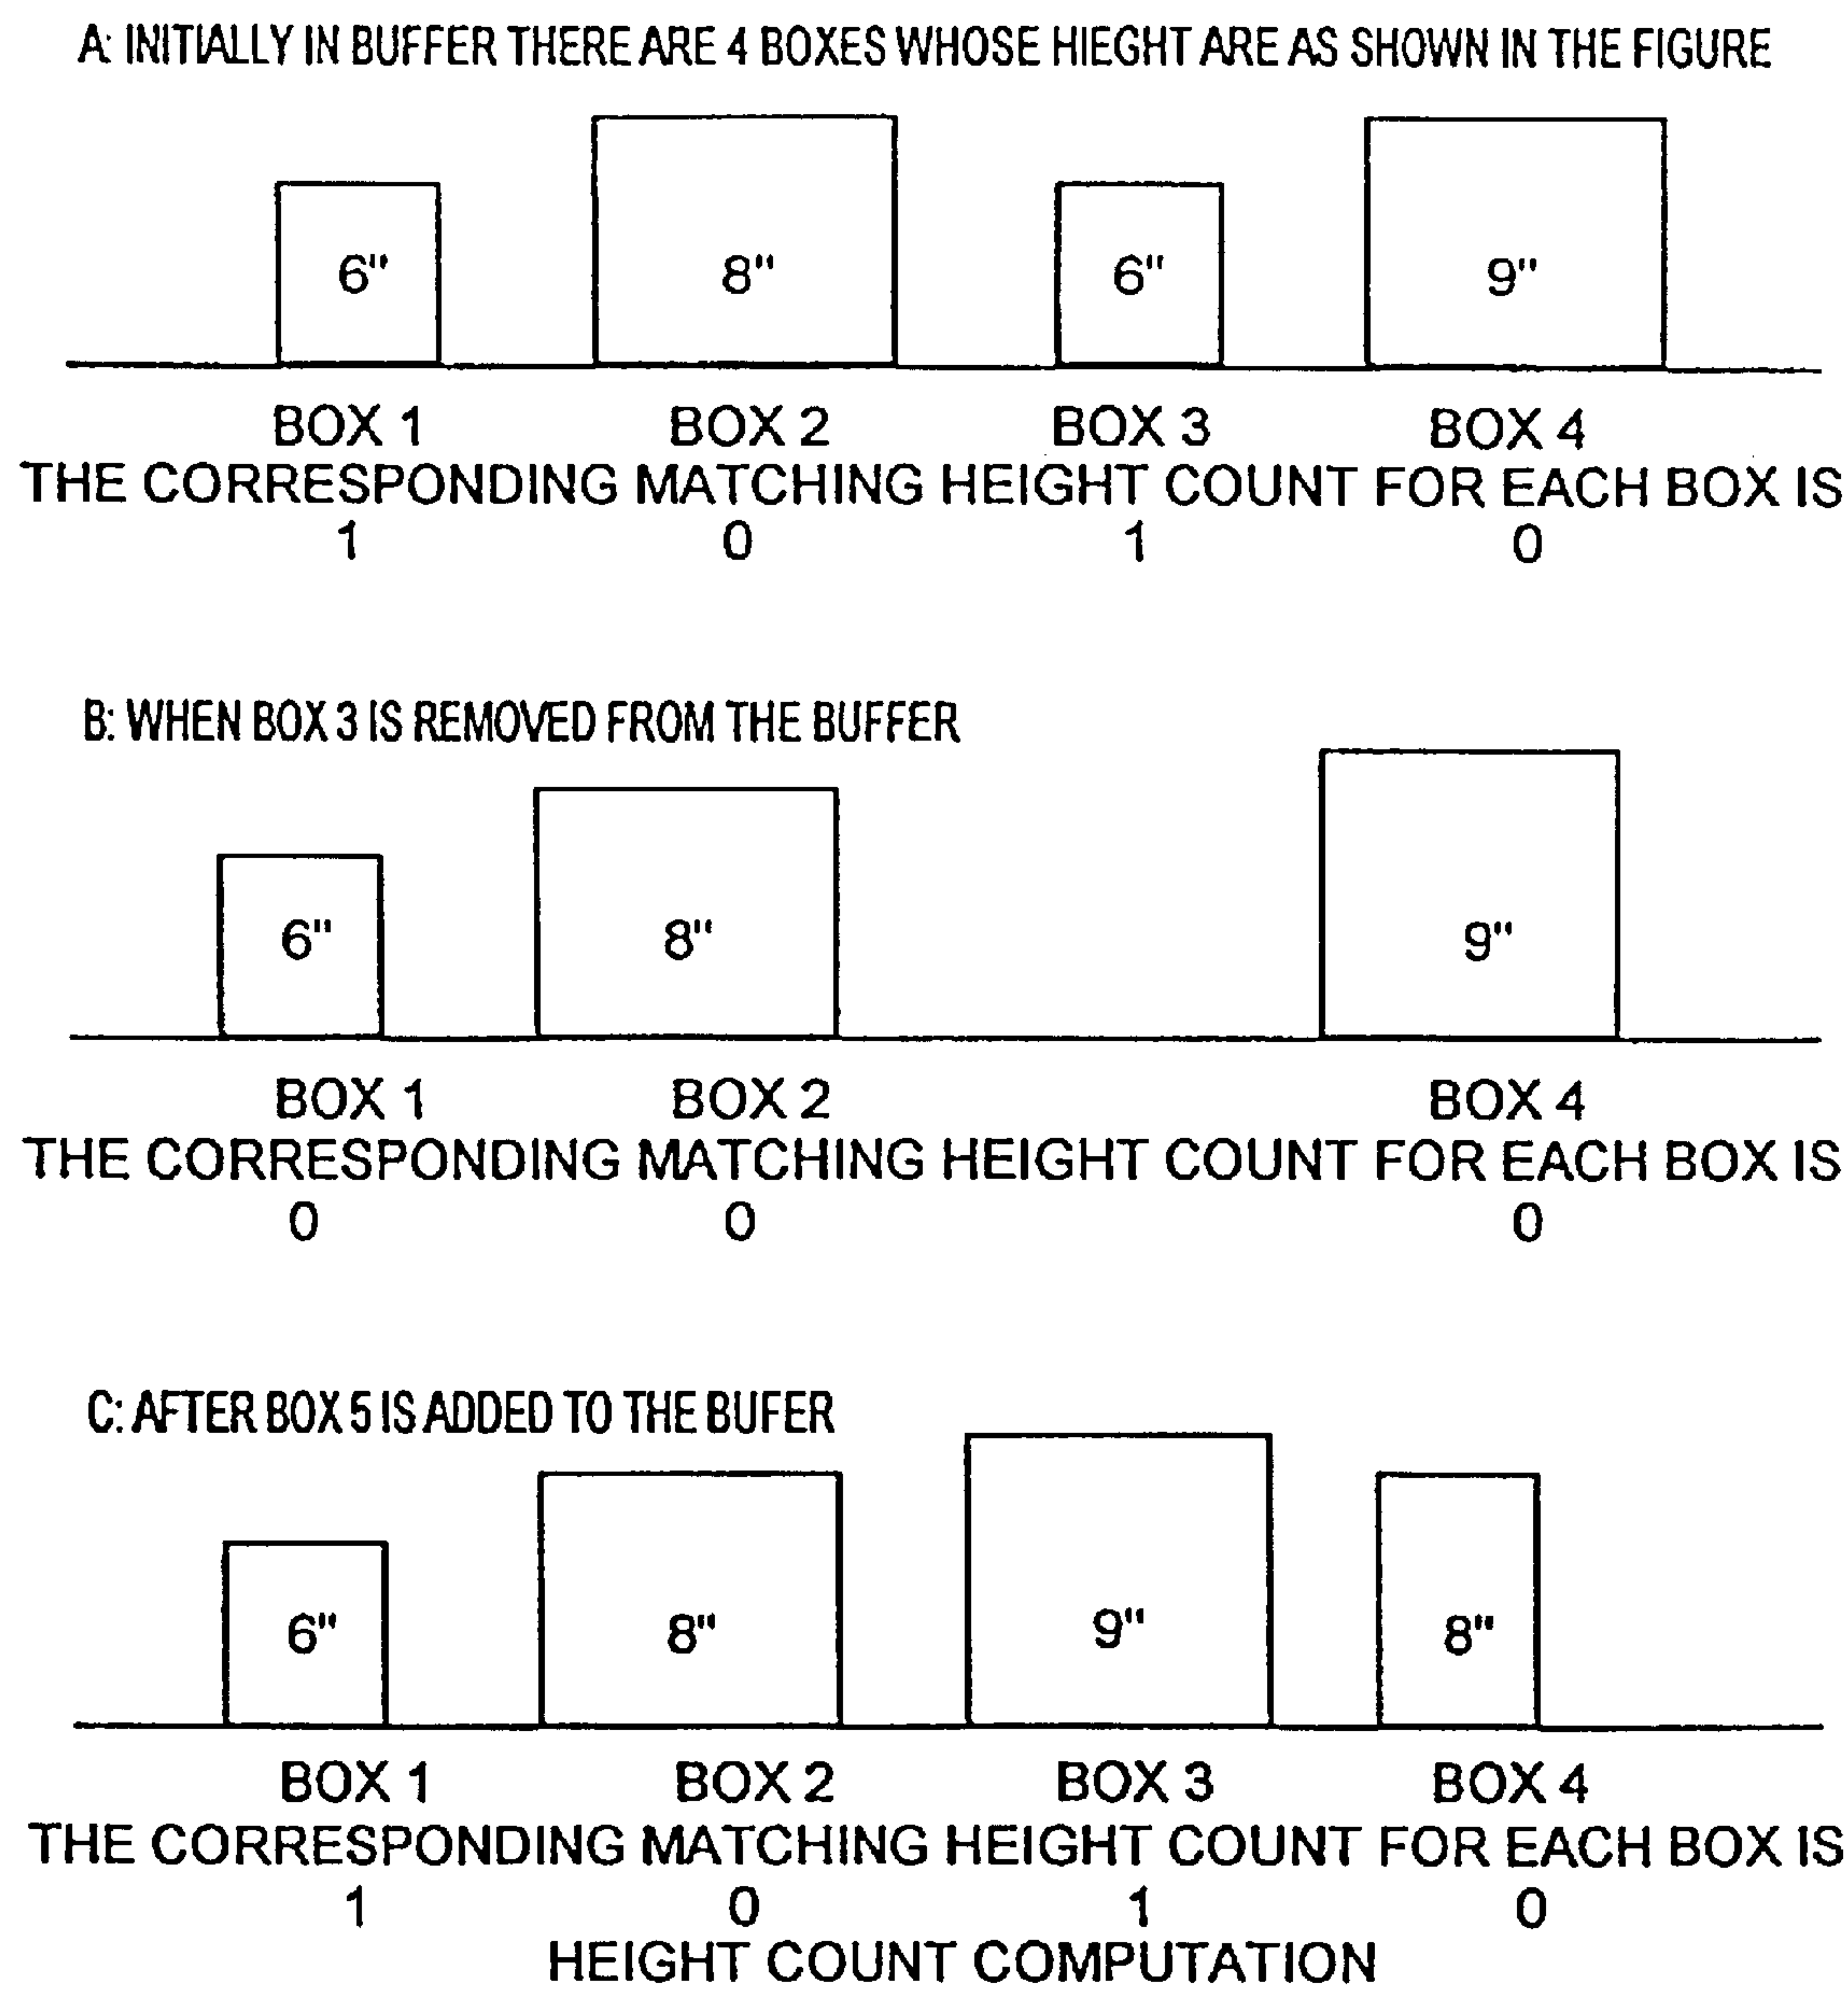 A: INITIALLY IN BUFFER THERE ARE 4 BOXES WHOSE HIEGHT ARE AS SHOWN IN THE FIGURE
6" 8" 6" 9"
BOX 1 BOX 2 BOX 3 BOX 4
THE CORRESPONDING MATCHING HEIGHT COUNT FOR EACH BOX IS
1 0 1 0
B: WHEN BOX 3 IS REMOVED FROM THE BUFFER
6" 8" 9"
BOX 1 BOX 2 BOX 4
THE CORRESPONDING MATCHING HEIGHT COUNT FOR EACH BOX IS
0 0 0
C: AFTER BOX 5 IS ADDED TO THE BUFER
6" 8" 9" 8"
BOX 1 BOX 2 BOX 3 BOX 4
THE CORRESPONDING MATCHING HEIGHT COUNT FOR EACH BOX IS
1 0 1 0
HEIGHT COUNT COMPUTATION